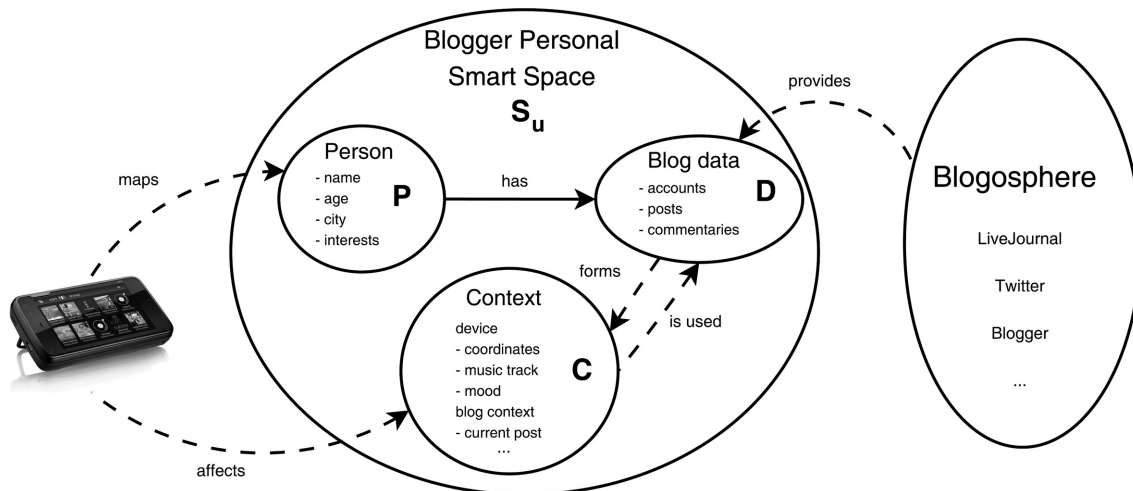 Blogger Personal
Smart Space
S_u
provides
Person
- name
- age
- city
- interests
P
maps
has
Blog data
- accounts
- posts
- commentaries
D
Blogosphere
LiveJournal
Twitter
Blogger
...
forms
is used
Context
device
- coordinates
- music track
- mood
blog context
- current post
...
C
affects